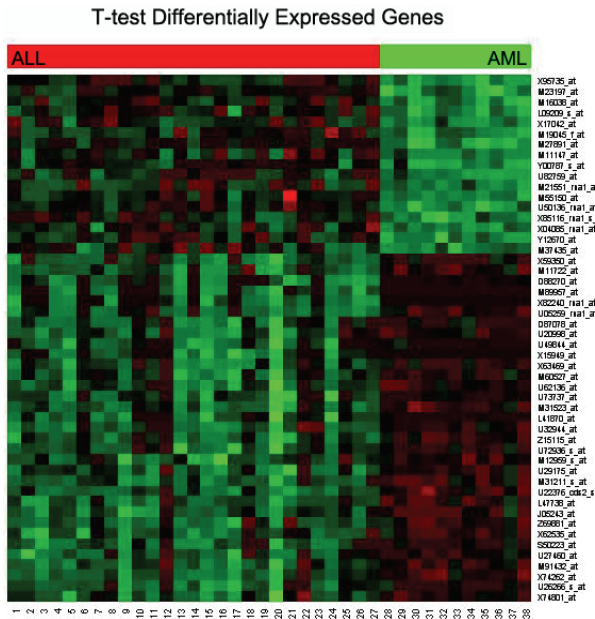 T-test Differentially Expressed Genes
ALL AML
X95735_at
M23197_at
M16038_at
L09209_s_at
X17042_at
M19045_f_at
M27891_at
M11147_at
Y00787_s_at
U82759_at
M21551_rna1_at
M55150_at
U50136_rna1_at
X85116_rna1_s_
X04085_rna1_at
Y12670_at
M37435_at
X59350_at
M11722_at
D88270_at
M89957_at
X82240_rna1_at
U05259_rna1_at
D87078_at
U20998_at
U49844_at
X15949_at
X63469_at
M60527_at
U62136_at
U73737_at
M31523_at
L41870_at
U32944_at
Z15115_at
U72936_s_at
M12959_s_at
U29175_at
M31211_s_at
U22376_cds2_s
L47738_at
J05243_at
Z69881_at
X62535_at
S50223_at
U27460_at
M91432_at
X74262_at
U26266_s_at
X74801_at
1 2 3 4 5 6 7 8 9 10 11 12 13 14 15 16 17 18 19 20 21 22 23 24 25 26 27 28 29 30 31 32 33 34 35 36 37 38